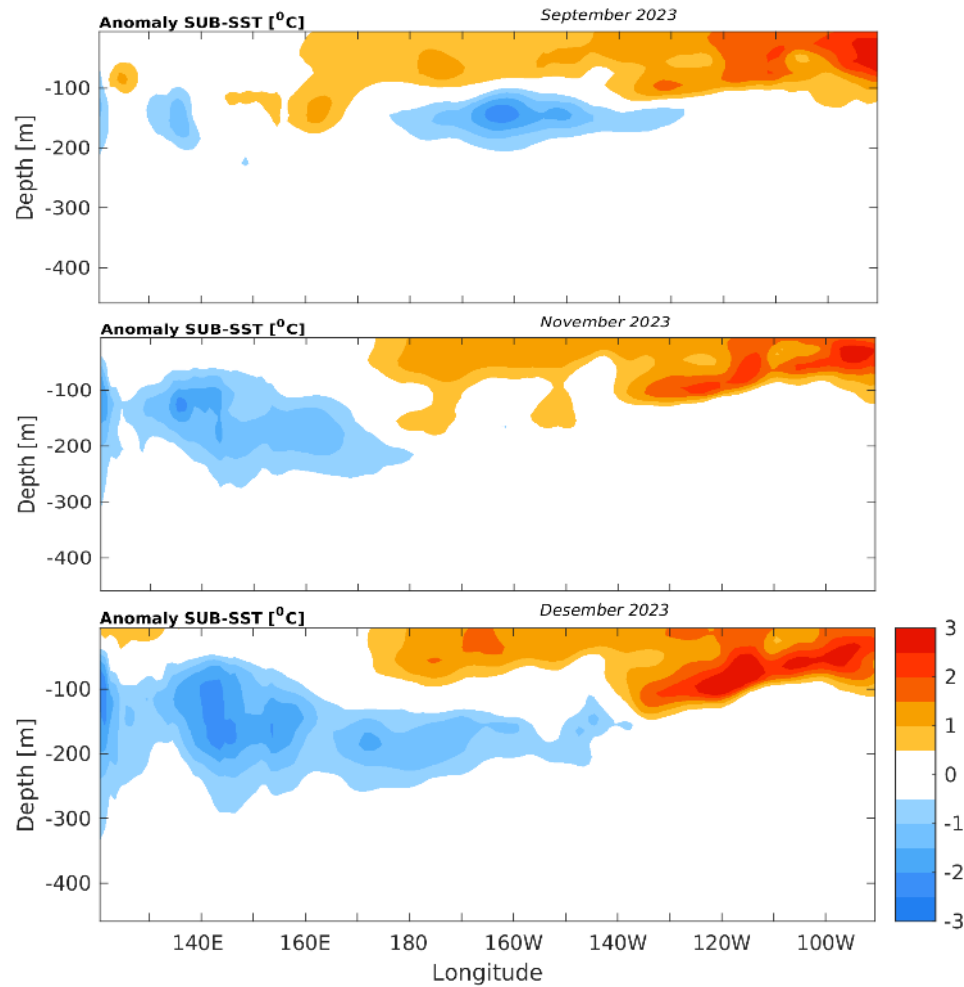 Anomaly SUB-SST [⁰C]
September 2023
Depth [m]
-100
-200
-300
-400
Anomaly SUB-SST [⁰C]
November 2023
Depth [m]
-100
-200
-300
-400
Anomaly SUB-SST [⁰C]
Desember 2023
Depth [m]
-100
-200
-300
-400
140E 160E 180 160W 140W 120W 100W
Longitude
3
2
1
0
-1
-2
-3